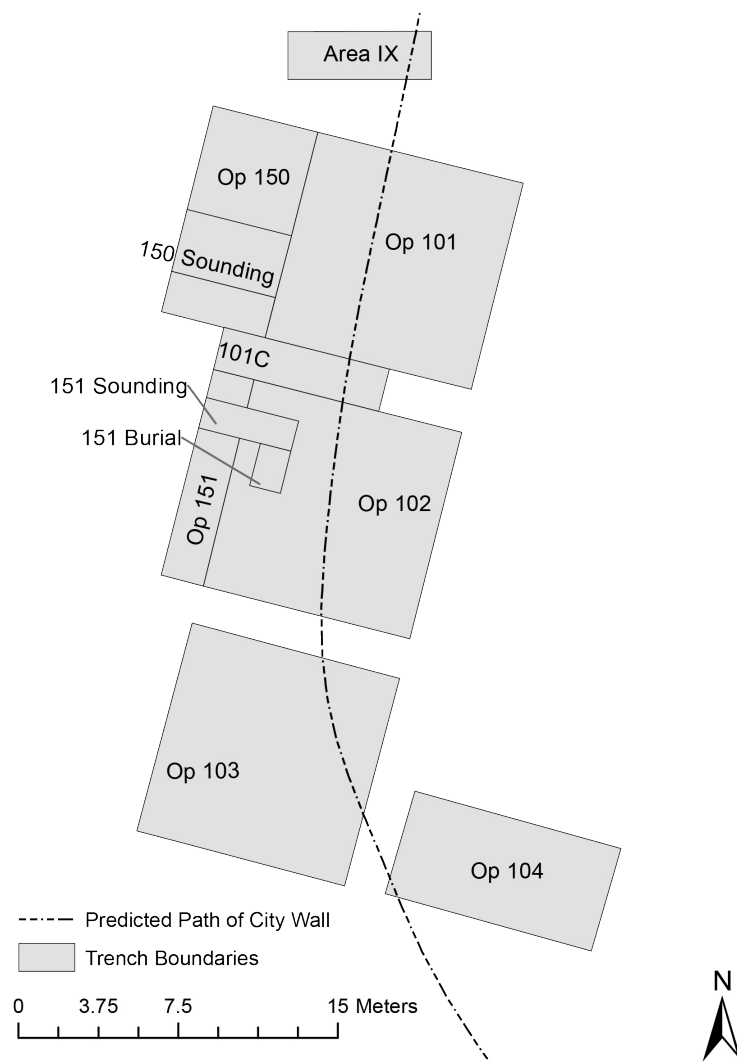 Area IX
Op 150
Op 101
150 Sounding
101C
151 Sounding
151 Burial
Op 151
Op 102
Op 103
Op 104
Predicted Path of City Wall
Trench Boundaries
0 3.75 7.5 15 Meters
N